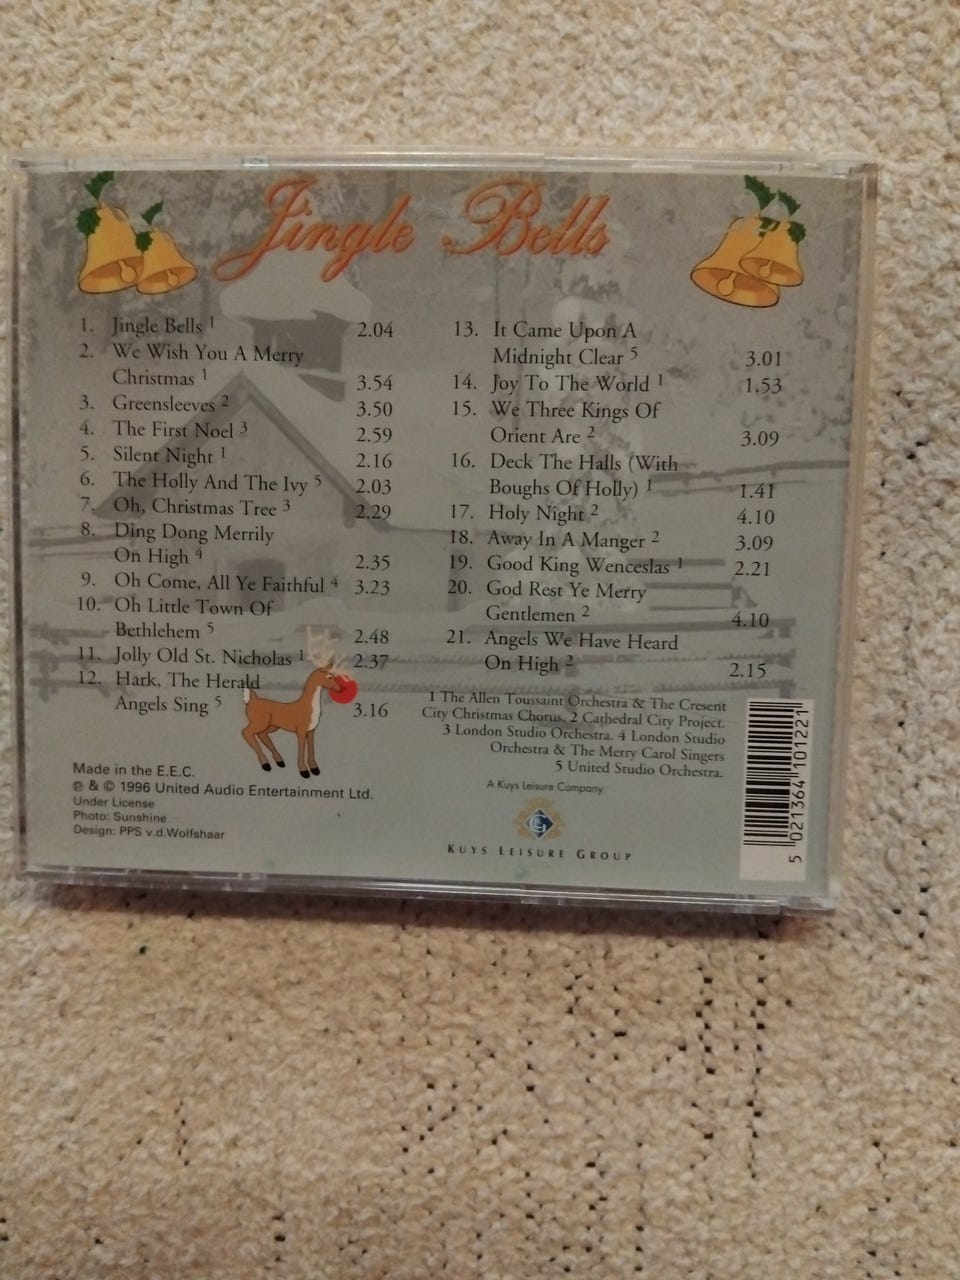 Jingle Bells
1. Jingle Bells 1 2.04
2. We Wish You A Merry
Christmas 1 3.54
3. Greensleeves 2 3.50
4. The First Noel 3 2.59
5. Silent Night 1 2.16
6. The Holly And The Ivy 5 2.03
7. Oh, Christmas Tree 3 2.29
8. Ding Dong Merrily
On High 4 2.35
9. Oh Come, All Ye Faithful 4 3.23
10. Oh Little Town Of
Bethlehem 5 2.48
11. Jolly Old St. Nicholas 1 2.37
12. Hark, The Herald
Angels Sing 5 3.16
13. It Came Upon A
Midnight Clear 5 3.01
14. Joy To The World 1 1.53
15. We Three Kings Of
Orient Are 2 3.09
16. Deck The Halls (With
Boughs Of Holly) 1 1.41
17. Holy Night 2 4.10
18. Away In A Manger 2 3.09
19. Good King Wenceslas 1 2.21
20. God Rest Ye Merry
Gentlemen 2 4.10
21. Angels We Have Heard
On High 2 2.15
1 The Allen Toussaint Orchestra & The Cresent
City Christmas Chorus. 2 Cathedral City Project.
3 London Studio Orchestra. 4 London Studio
Orchestra & The Merry Carol Singers
5 United Studio Orchestra.
A Kuys Leisure Company.
KUYS LEISURE GROUP
Made in the E.E.C.
℗ & © 1996 United Audio Entertainment Ltd.
Under License
Photo: Sunshine
Design: PPS v.d.Wolfshaar
5 021364 101221